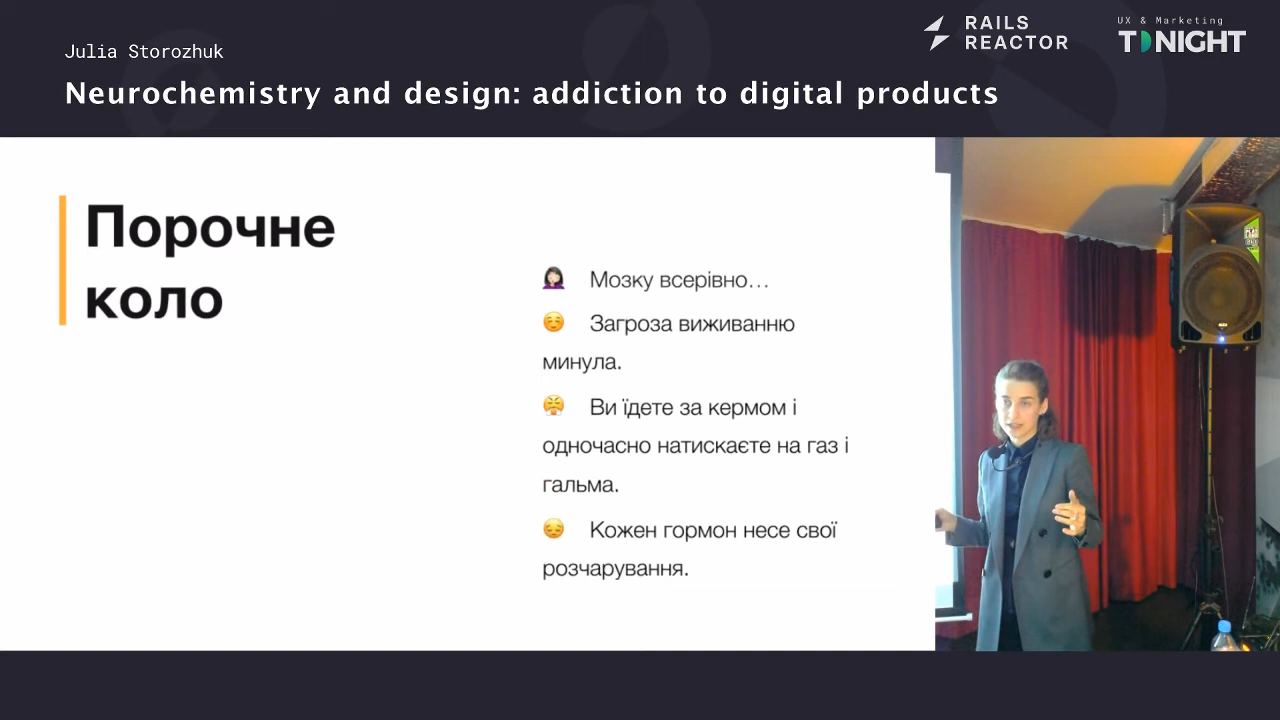 Julia Storozhuk
Neurochemistry and design: addiction to digital products
RAILS
REACTOR
UX & Marketing
TONIGHT
Порочне
коло
Мозку всерівно…
Загроза виживанню
минула.
Ви їдете за кермом і
одночасно натискаєте на газ і
гальма.
Кожен гормон несе свої
розчарування.